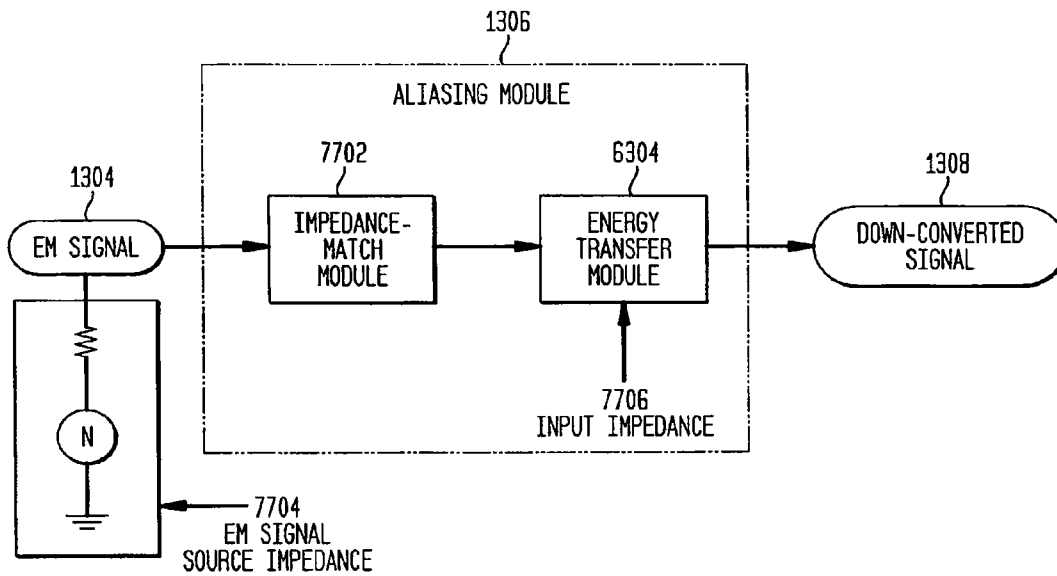 1306
ALIASING MODULE
7702
6304
1304
1308
EM SIGNAL
IMPEDANCE-
MATCH
MODULE
ENERGY
TRANSFER
MODULE
DOWN-CONVERTED
SIGNAL
7706
INPUT IMPEDANCE
N
7704
EM SIGNAL
SOURCE IMPEDANCE